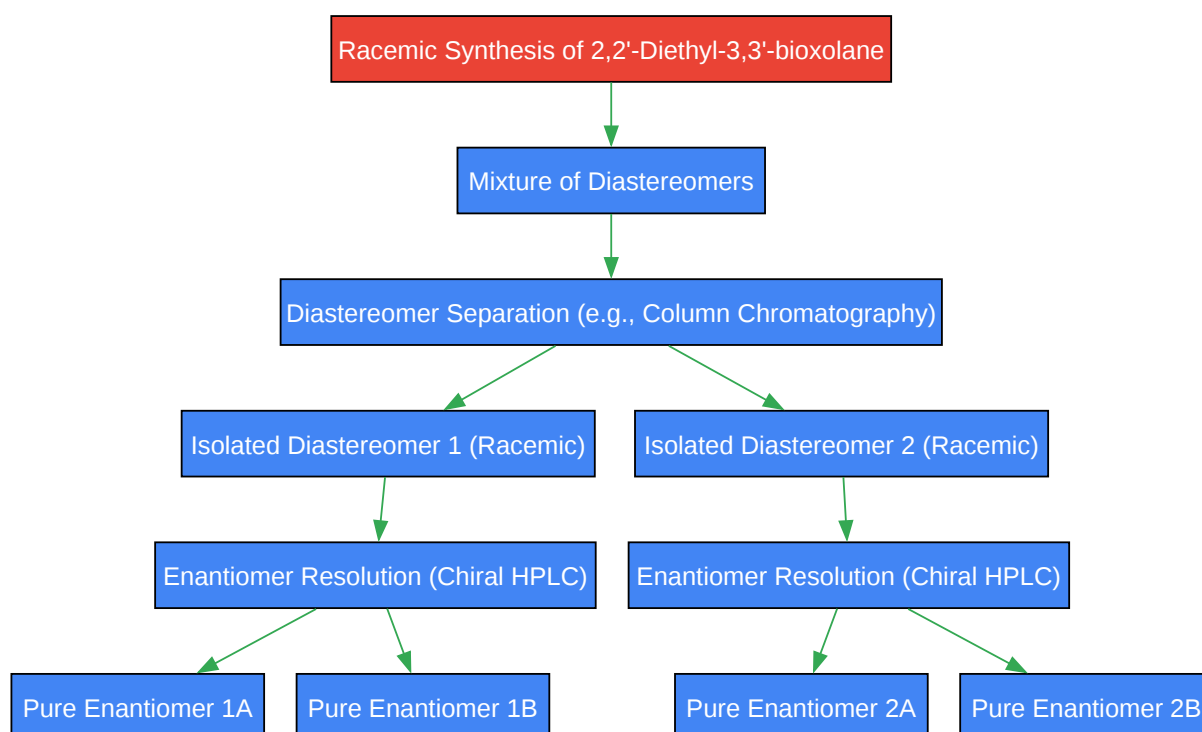 Racemic Synthesis of 2,2'-Diethyl-3,3'-bioxolane
Mixture of Diastereomers
Diastereomer Separation (e.g., Column Chromatography)
Isolated Diastereomer 1 (Racemic)
Isolated Diastereomer 2 (Racemic)
Enantiomer Resolution (Chiral HPLC)
Enantiomer Resolution (Chiral HPLC)
Pure Enantiomer 1A
Pure Enantiomer 1B
Pure Enantiomer 2A
Pure Enantiomer 2B